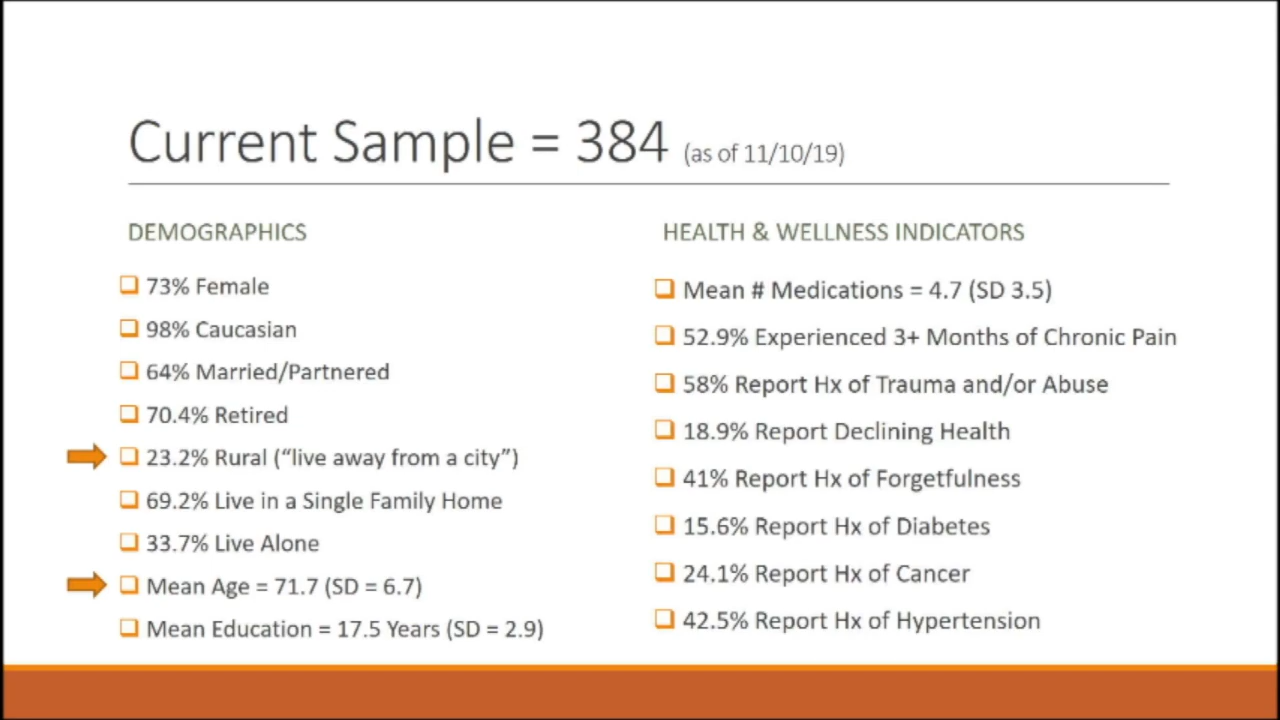 Current Sample = 384 (as of 11/10/19)
DEMOGRAPHICS
73% Female
98% Caucasian
64% Married/Partnered
70.4% Retired
23.2% Rural (“live away from a city”)
69.2% Live in a Single Family Home
33.7% Live Alone
Mean Age = 71.7 (SD = 6.7)
Mean Education = 17.5 Years (SD = 2.9)
HEALTH & WELLNESS INDICATORS
Mean # Medications = 4.7 (SD 3.5)
52.9% Experienced 3+ Months of Chronic Pain
58% Report Hx of Trauma and/or Abuse
18.9% Report Declining Health
41% Report Hx of Forgetfulness
15.6% Report Hx of Diabetes
24.1% Report Hx of Cancer
42.5% Report Hx of Hypertension